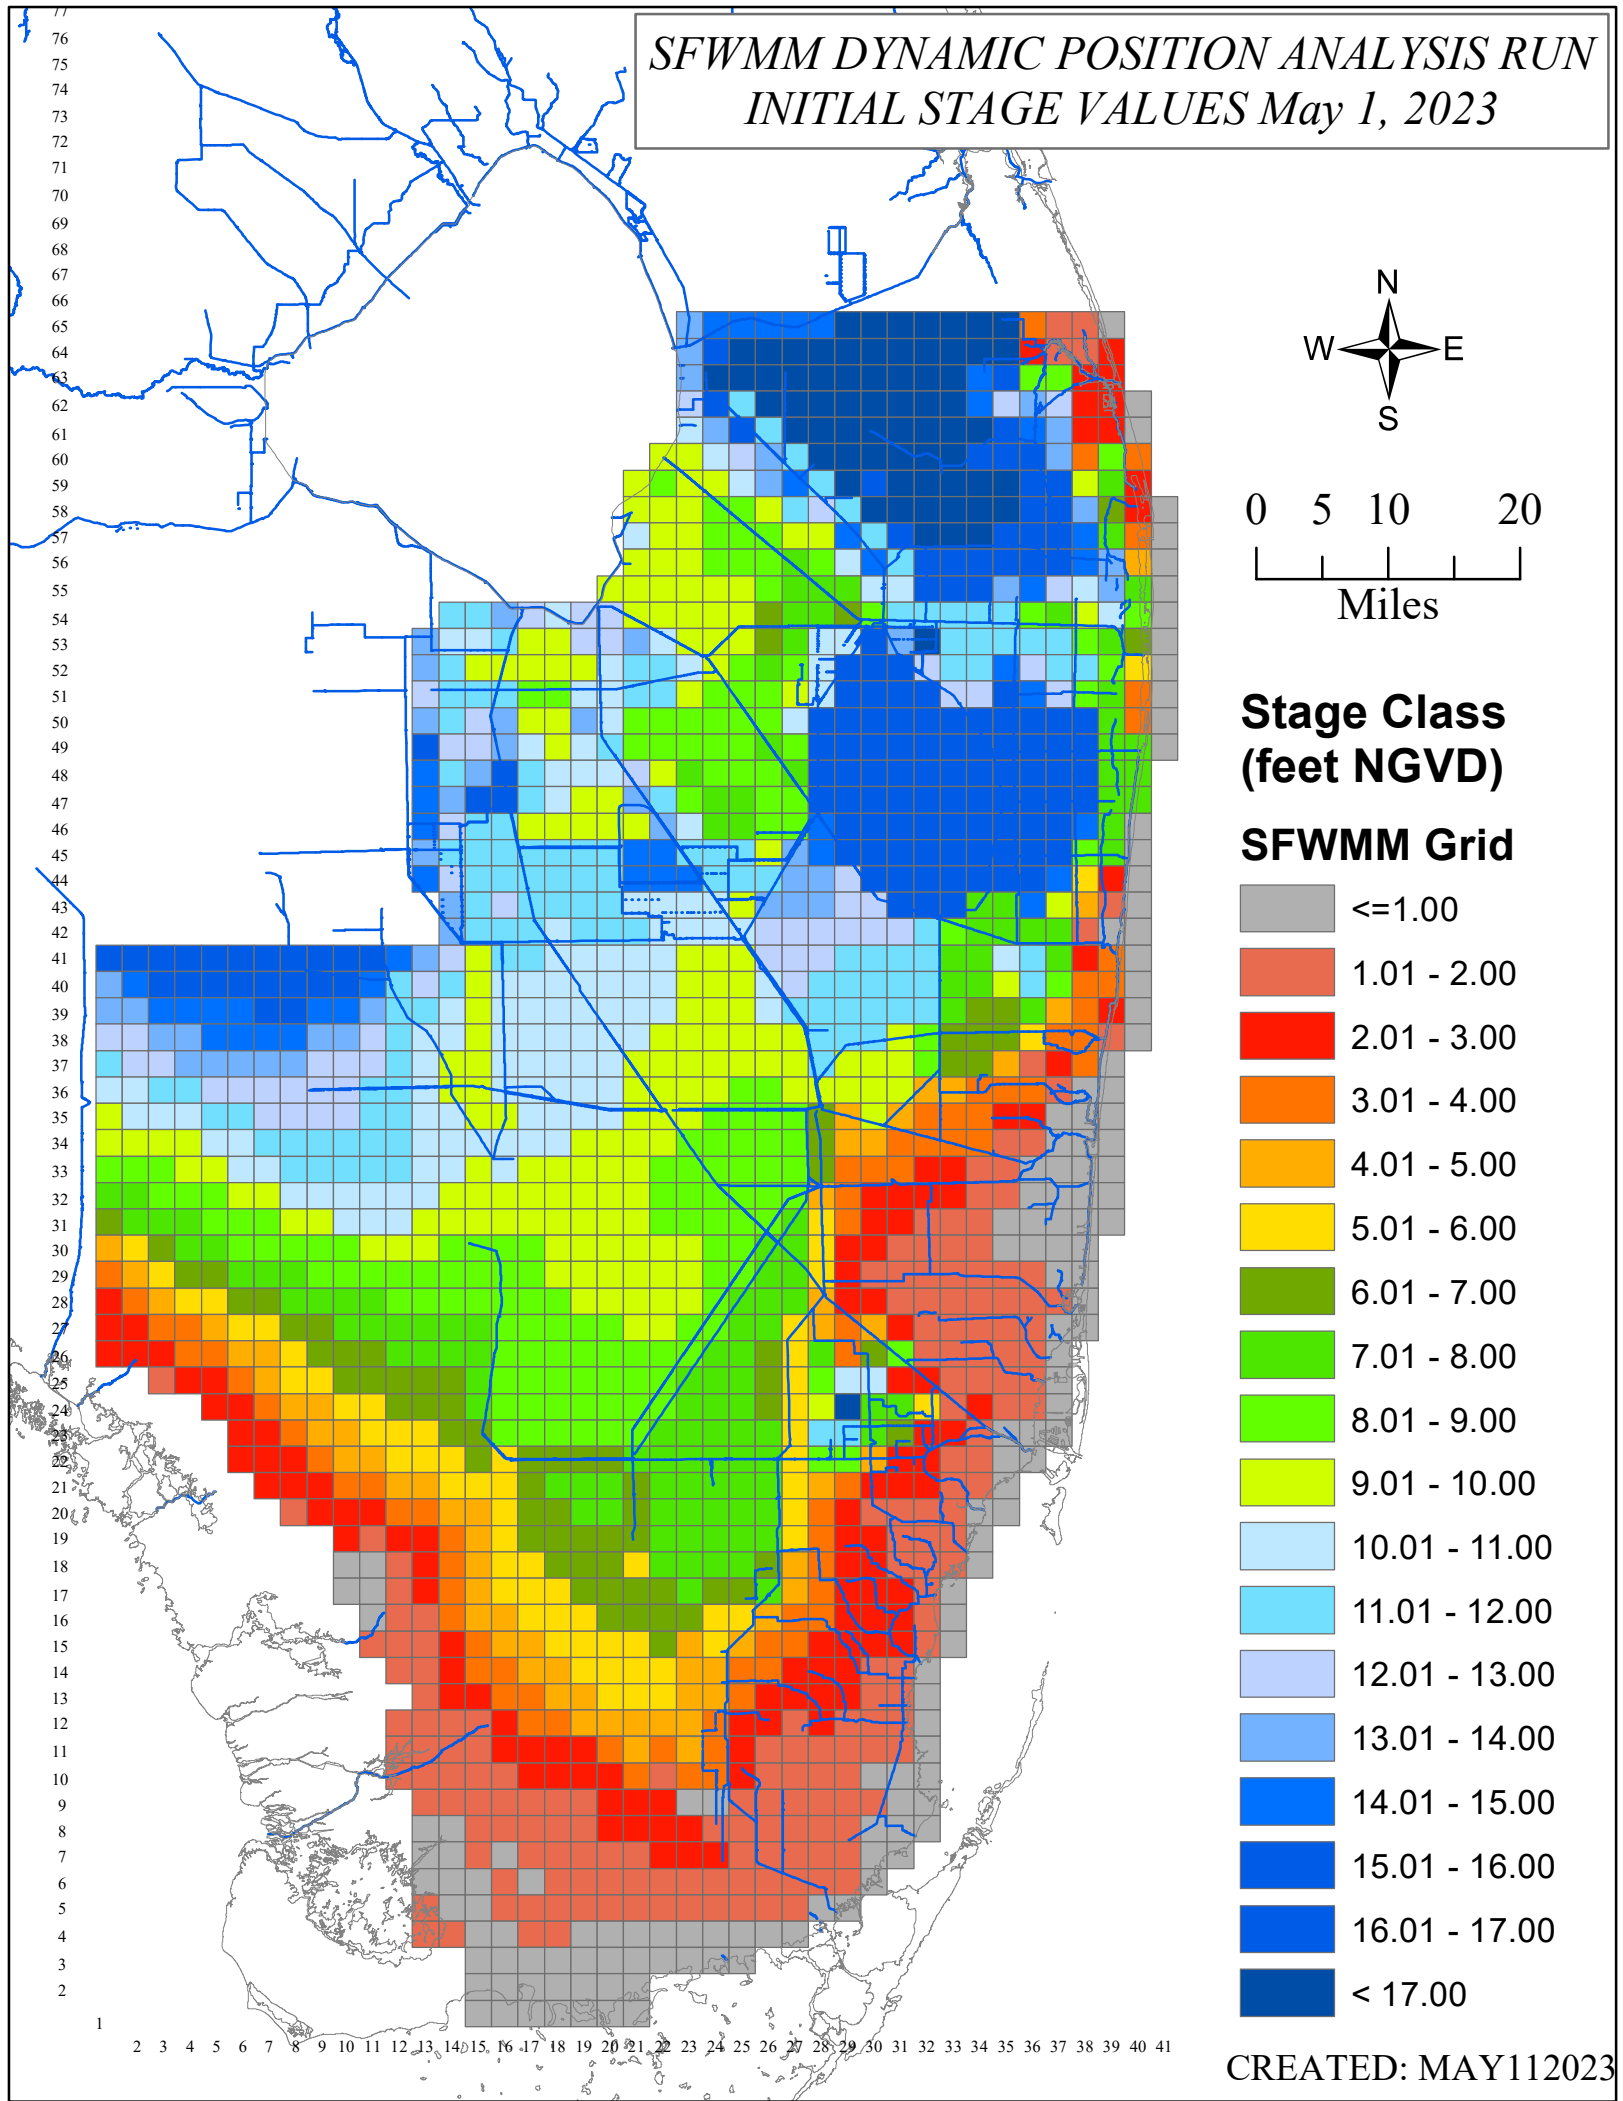 SFWMM DYNAMIC POSITION ANALYSIS RUN
INITIAL STAGE VALUES May 1, 2023
77
76
75
74
73
72
71
70
69
68
67
66
65
64
63
62
61
60
59
58
57
56
55
54
53
52
51
50
49
48
47
46
45
44
43
42
41
40
39
38
37
36
35
34
33
32
31
30
29
28
27
26
25
24
23
22
21
20
19
18
17
16
15
14
13
12
11
10
9
8
7
6
5
4
3
2
1
2 3 4 5 6 7 8 9 10 11 12 13 14 15 16 17 18 19 20 21 22 23 24 25 26 27 28 29 30 31 32 33 34 35 36 37 38 39 40 41
N
W E
S
0 5 10 20
Miles
Stage Class
(feet NGVD)
SFWMM Grid
<=1.00
1.01 - 2.00
2.01 - 3.00
3.01 - 4.00
4.01 - 5.00
5.01 - 6.00
6.01 - 7.00
7.01 - 8.00
8.01 - 9.00
9.01 - 10.00
10.01 - 11.00
11.01 - 12.00
12.01 - 13.00
13.01 - 14.00
14.01 - 15.00
15.01 - 16.00
16.01 - 17.00
< 17.00
CREATED: MAY112023